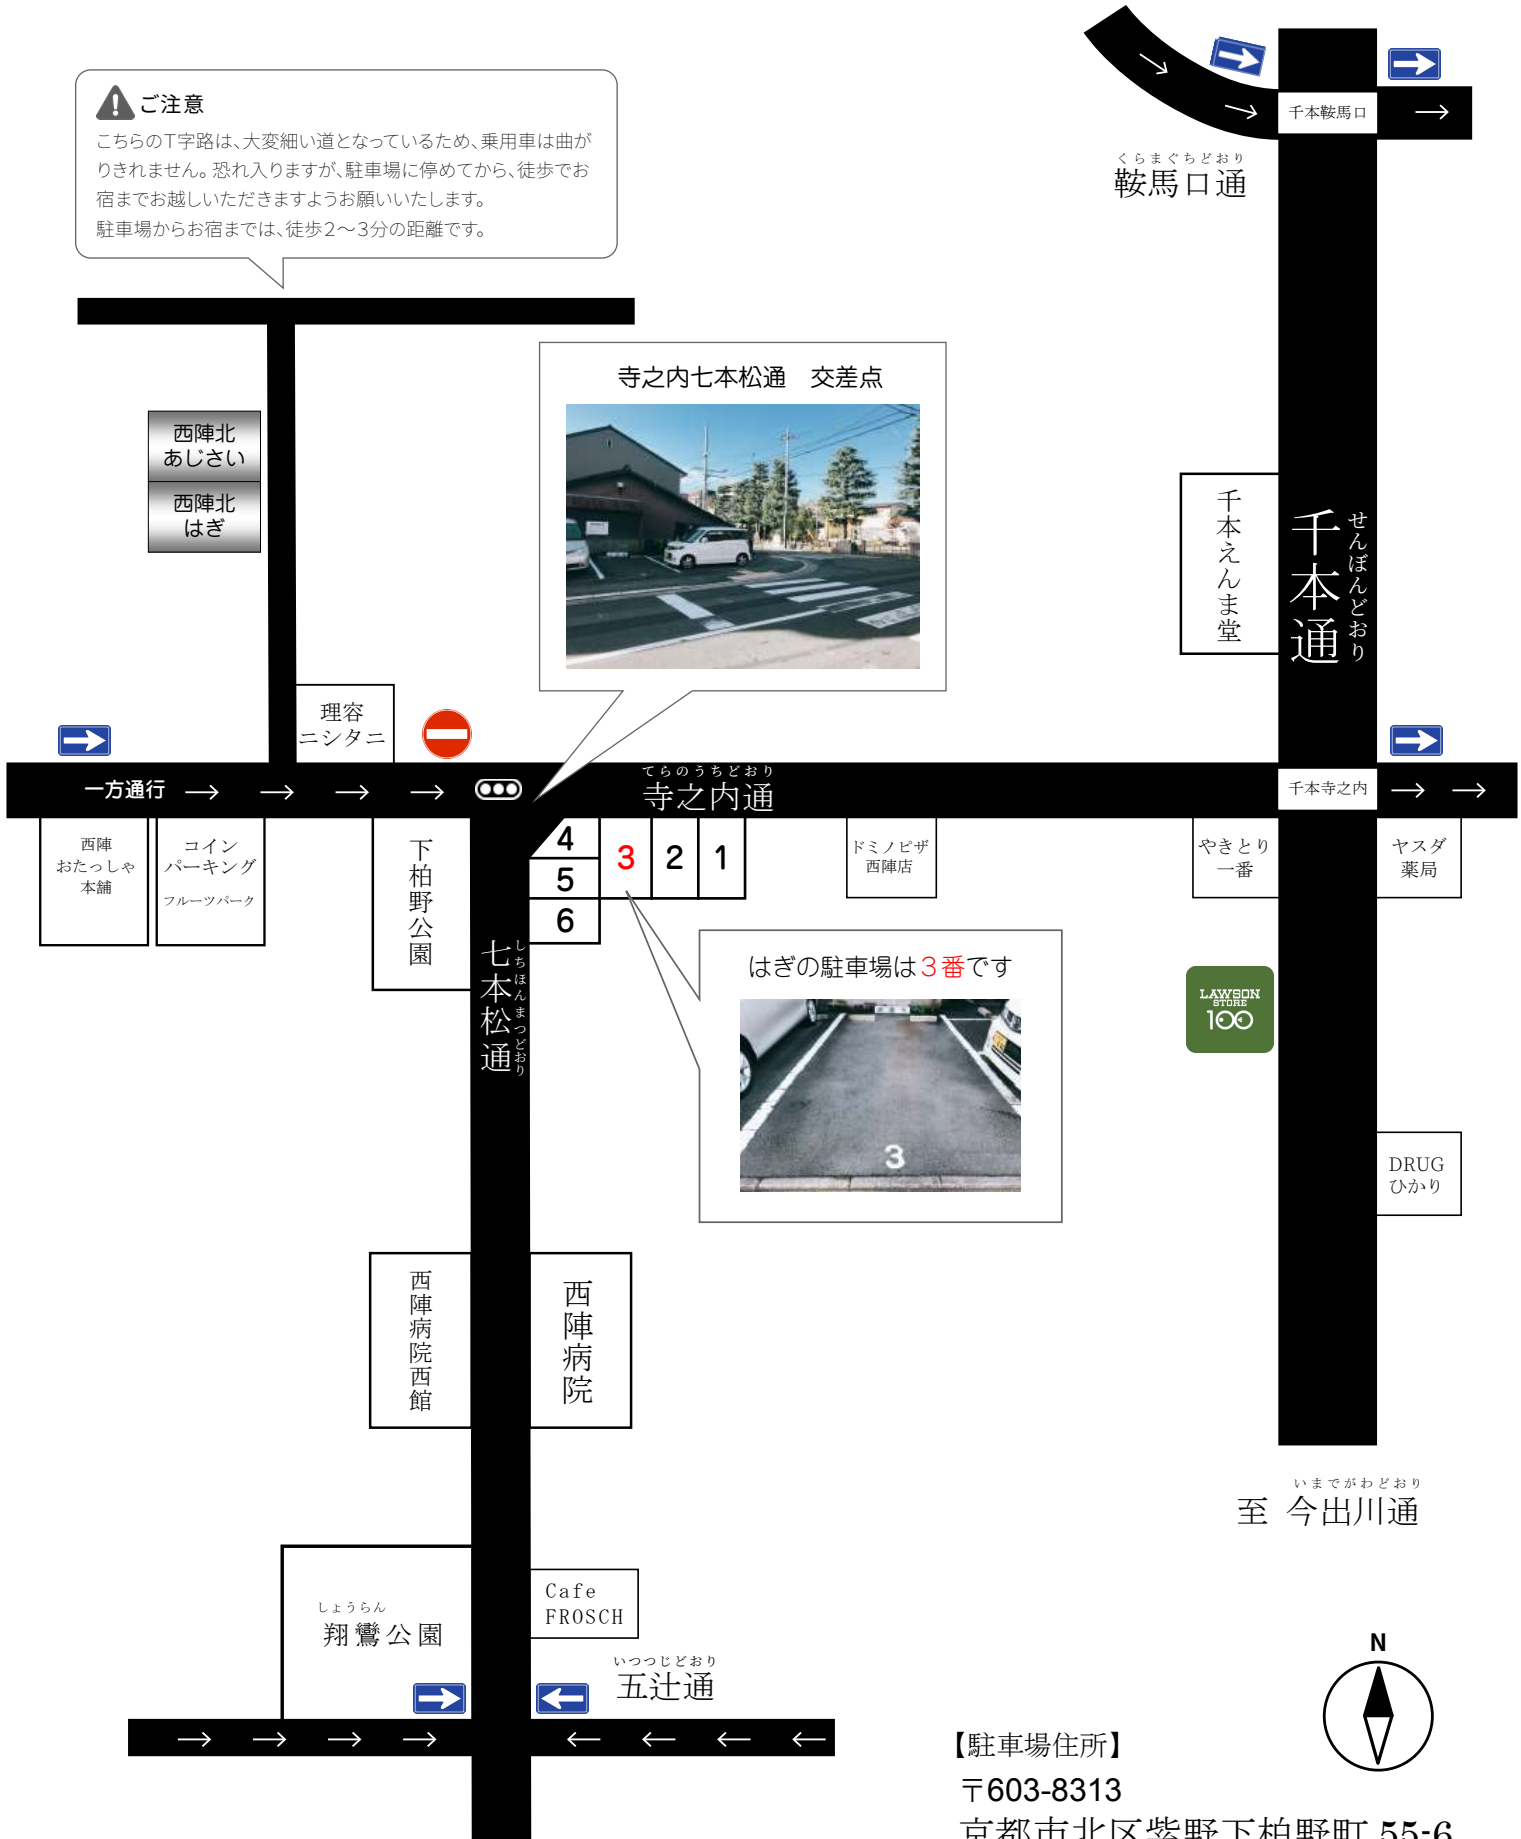 ご注意
こちらのT字路は、大変細い道となっているため、乗用車は曲が
りきれません。恐れ入りますが、駐車場に停めてから、徒歩でお
宿までお越しいただきますようお願いいたします。
駐車場からお宿までは、徒歩2〜3分の距離です。
千本鞍馬口
くらまぐちどおり
鞍馬口通
寺之内七本松通　交差点
西陣北
あじさい
西陣北
はぎ
千本えんま堂
千本通
せんぼんどおり
理容
ニシタニ
一方通行
てらのうちどおり
寺之内通
千本寺之内
西陣
おたっしゃ
本舗
コイン
パーキング
フルーツパーク
下柏野公園
4
5
6
3
2
1
ドミノピザ
西陣店
やきとり
一番
ヤスダ
薬局
七本松通
しちほんまつどおり
はぎの駐車場は3番です
3
LAWSON
STORE
100
DRUG
ひかり
西陣病院西館
西陣病院
いまでがわどおり
至 今出川通
しょうらん
翔鸞公園
Cafe
FROSCH
いつつじどおり
五辻通
N
【駐車場住所】
〒603-8313
京都市北区紫野下柏野町 55-6